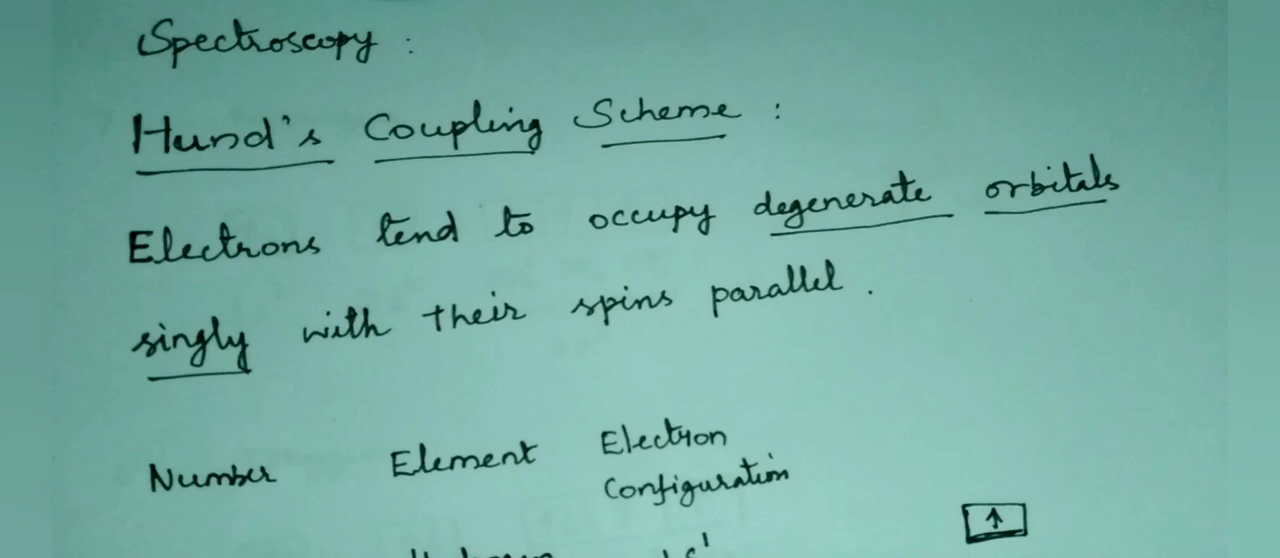 Spectroscopy :
Hund's Coupling Scheme :
Electrons tend to occupy degenerate orbitals
singly with their spins parallel .
Number Element Electron
Configuration
↑